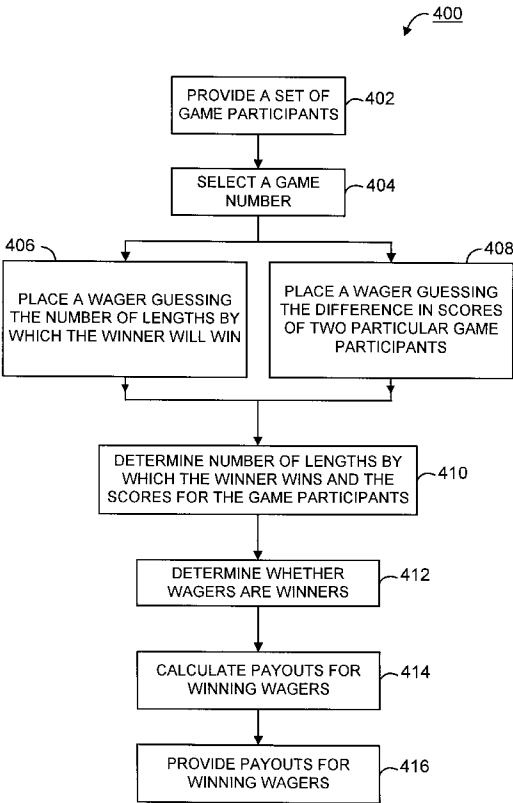 400
PROVIDE A SET OF
GAME PARTICIPANTS
402
SELECT A GAME
NUMBER
404
406
PLACE A WAGER GUESSING
THE NUMBER OF LENGTHS BY
WHICH THE WINNER WILL WIN
408
PLACE A WAGER GUESSING
THE DIFFERENCE IN SCORES
OF TWO PARTICULAR GAME
PARTICIPANTS
DETERMINE NUMBER OF LENGTHS BY
WHICH THE WINNER WINS AND THE
SCORES FOR THE GAME PARTICIPANTS
410
DETERMINE WHETHER
WAGERS ARE WINNERS
412
CALCULATE PAYOUTS FOR
WINNING WAGERS
414
PROVIDE PAYOUTS FOR
WINNING WAGERS
416